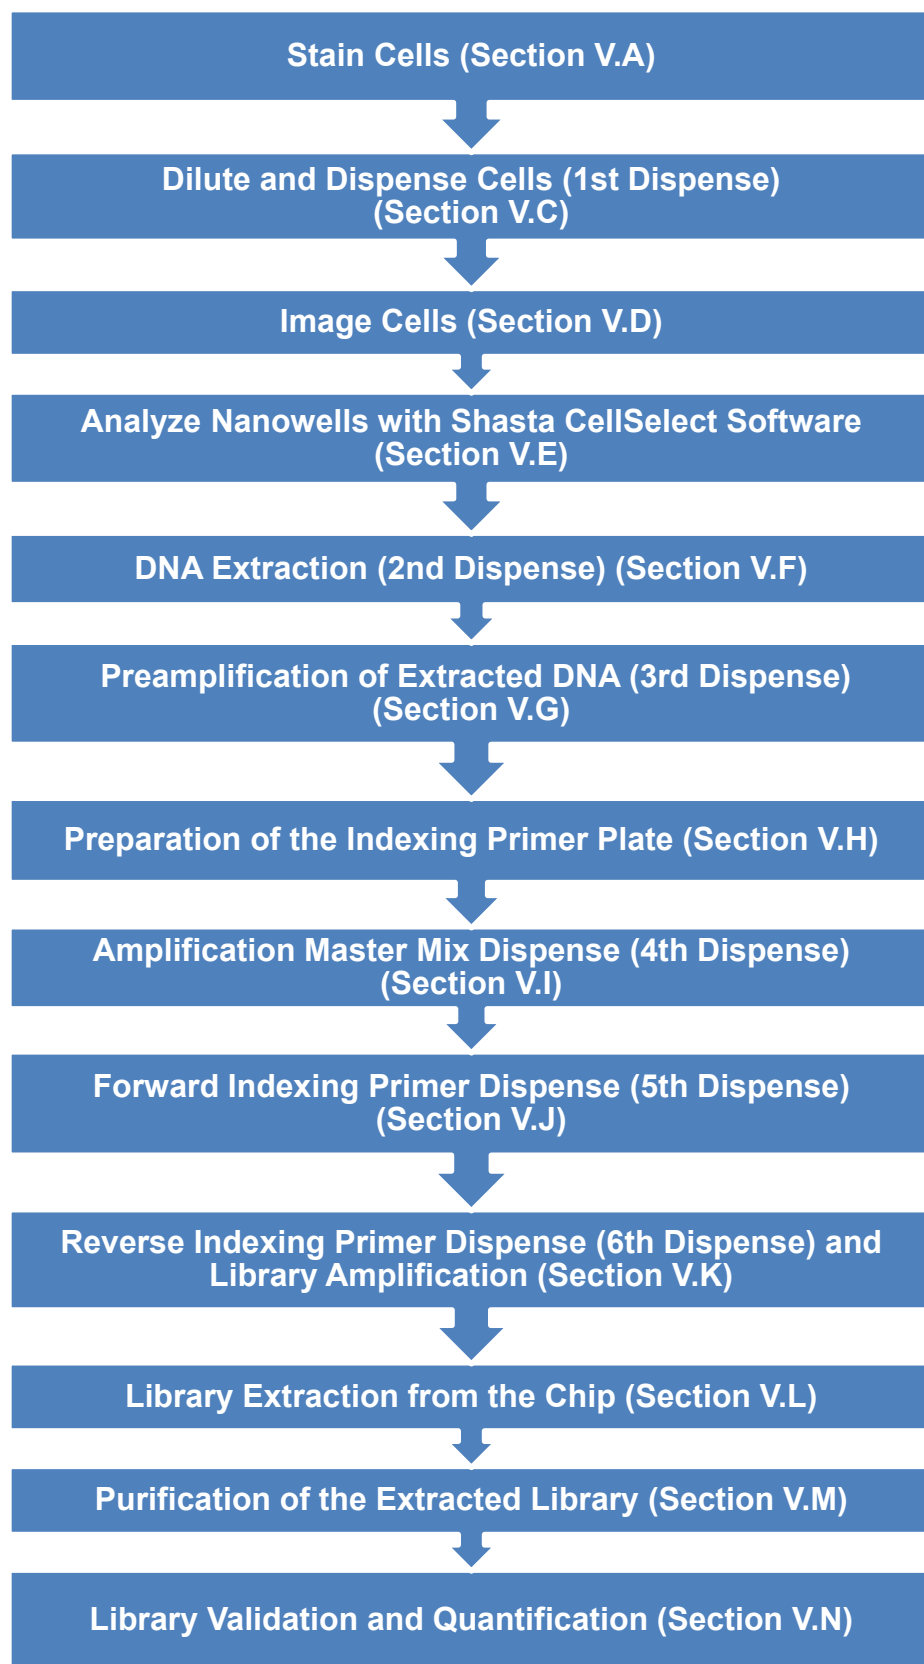 Stain Cells (Section V.A)
Dilute and Dispense Cells (1st Dispense)
(Section V.C)
Image Cells (Section V.D)
Analyze Nanowells with Shasta CellSelect Software
(Section V.E)
DNA Extraction (2nd Dispense) (Section V.F)
Preamplification of Extracted DNA (3rd Dispense)
(Section V.G)
Preparation of the Indexing Primer Plate (Section V.H)
Amplification Master Mix Dispense (4th Dispense)
(Section V.I)
Forward Indexing Primer Dispense (5th Dispense)
(Section V.J)
Reverse Indexing Primer Dispense (6th Dispense) and
Library Amplification (Section V.K)
Library Extraction from the Chip (Section V.L)
Purification of the Extracted Library (Section V.M)
Library Validation and Quantification (Section V.N)